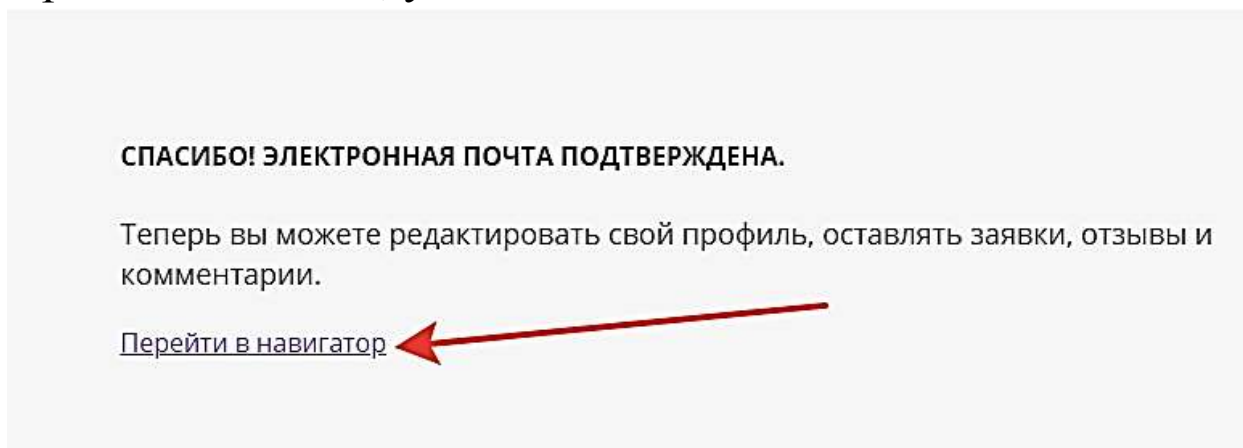 СПАСИБО! ЭЛЕКТРОННАЯ ПОЧТА ПОДТВЕРЖДЕНА.
Теперь вы можете редактировать свой профиль, оставлять заявки, отзывы и
комментарии.
Перейти в навигатор